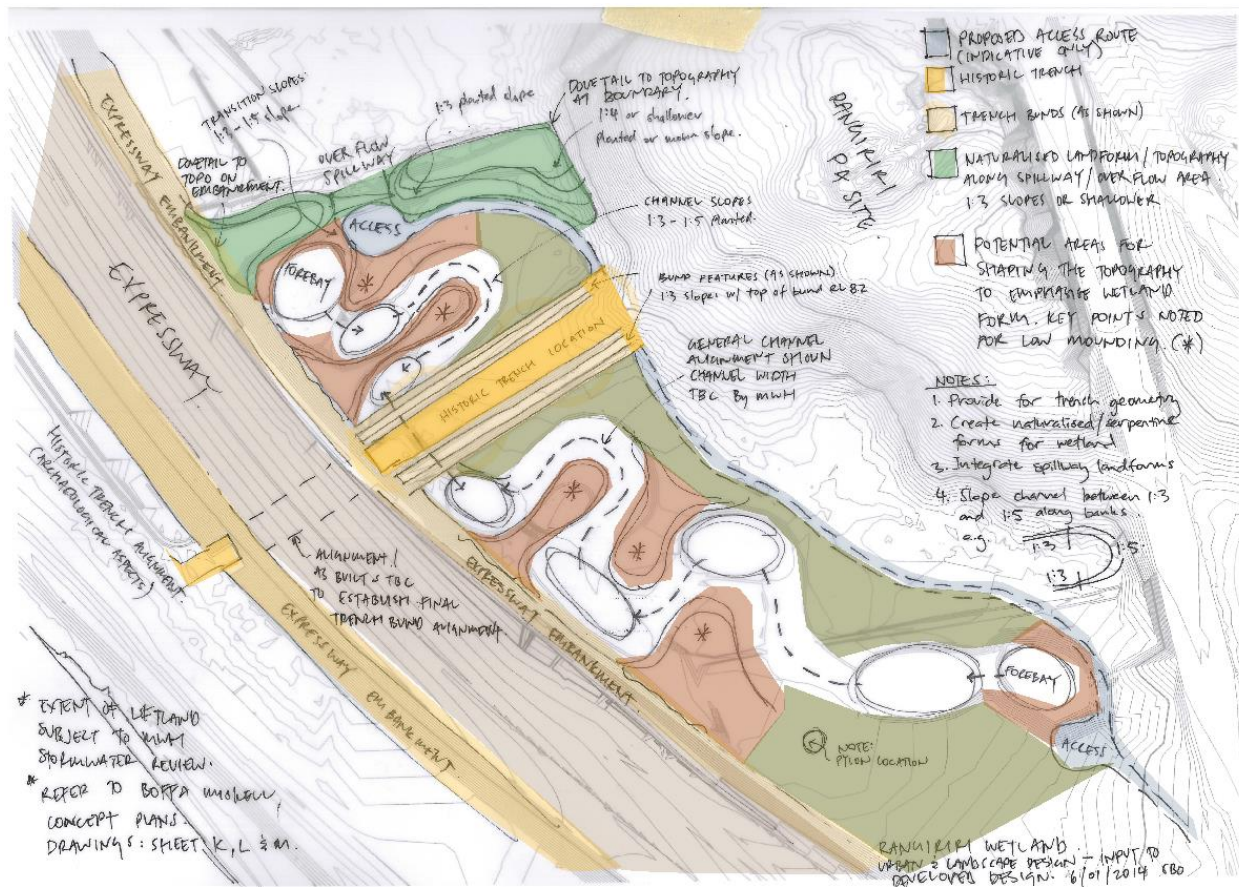 TRANSITION SLOPES:
1:3 - 1:5 slope.
1:3 planted slope
DOVETAIL TO TOPOGRAPHY
AT BOUNDARY.
1:4 or shallower
planted or mown slope.
EXPRESSWAY EMBANKMENT
DOVETAIL TO
TOPO ON
EMBANKMENT.
OVERFLOW
SPILLWAY
ACCESS
CHANNEL SLOPES
1:3 - 1:5 planted.
RANGIRIRI
PA SITE.
PROPOSED ACCESS ROUTE
(INDICATIVE ONLY)
HISTORIC TRENCH
TRENCH BUNDS (AS SHOWN)
NATURALISED LANDFORM / TOPOGRAPHY
ALONG SPILLWAY / OVERFLOW AREA
1:3 SLOPES OR SHALLOWER
POTENTIAL AREAS FOR
SHAPING THE TOPOGRAPHY
TO EMPHASISE WETLAND
FORM. KEY POINTS NOTED
FOR LOW MOUNDING. (*)
FOREBAY
*
*
BUND FEATURES (AS SHOWN)
1:3 slopes w/ top of bund RL 82
EXPRESSWAY
HISTORIC TRENCH LOCATION
GENERAL CHANNEL
ALIGNMENT SHOWN
CHANNEL WIDTH
TBC By MWH
NOTES:
1. Provide for trench geometry
2. Create naturalised/serpentine
forms for wetland
3. Integrate spillway landforms
4. Slope channel between 1:3
and 1:5 along banks
e.g.
1:3
1:5
1:3
HISTORIC TRENCH ALIGNMENT
(ARCHAEOLOGICAL ASPECTS)
*
*
*
ALIGNMENT /
AS BUILT = TBC
TO ESTABLISH FINAL
TRENCH BUND ALIGNMENT.
EXPRESSWAY EMBANKMENT.
EXPRESSWAY EMBANKMENT.
FOREBAY
ACCESS
NOTE:
PYLON LOCATION
* EXTENT OF WETLAND
SUBJECT TO MWH
STORMWATER REVIEW.
* REFER TO BOFFA MISKELL
CONCEPT PLANS.
DRAWINGS: SHEET K, L & M.
RANGIRIRI WETLAND
URBAN & LANDSCAPE DESIGN - INPUT TO
DEVELOPED DESIGN. 6/01/2014 SBO